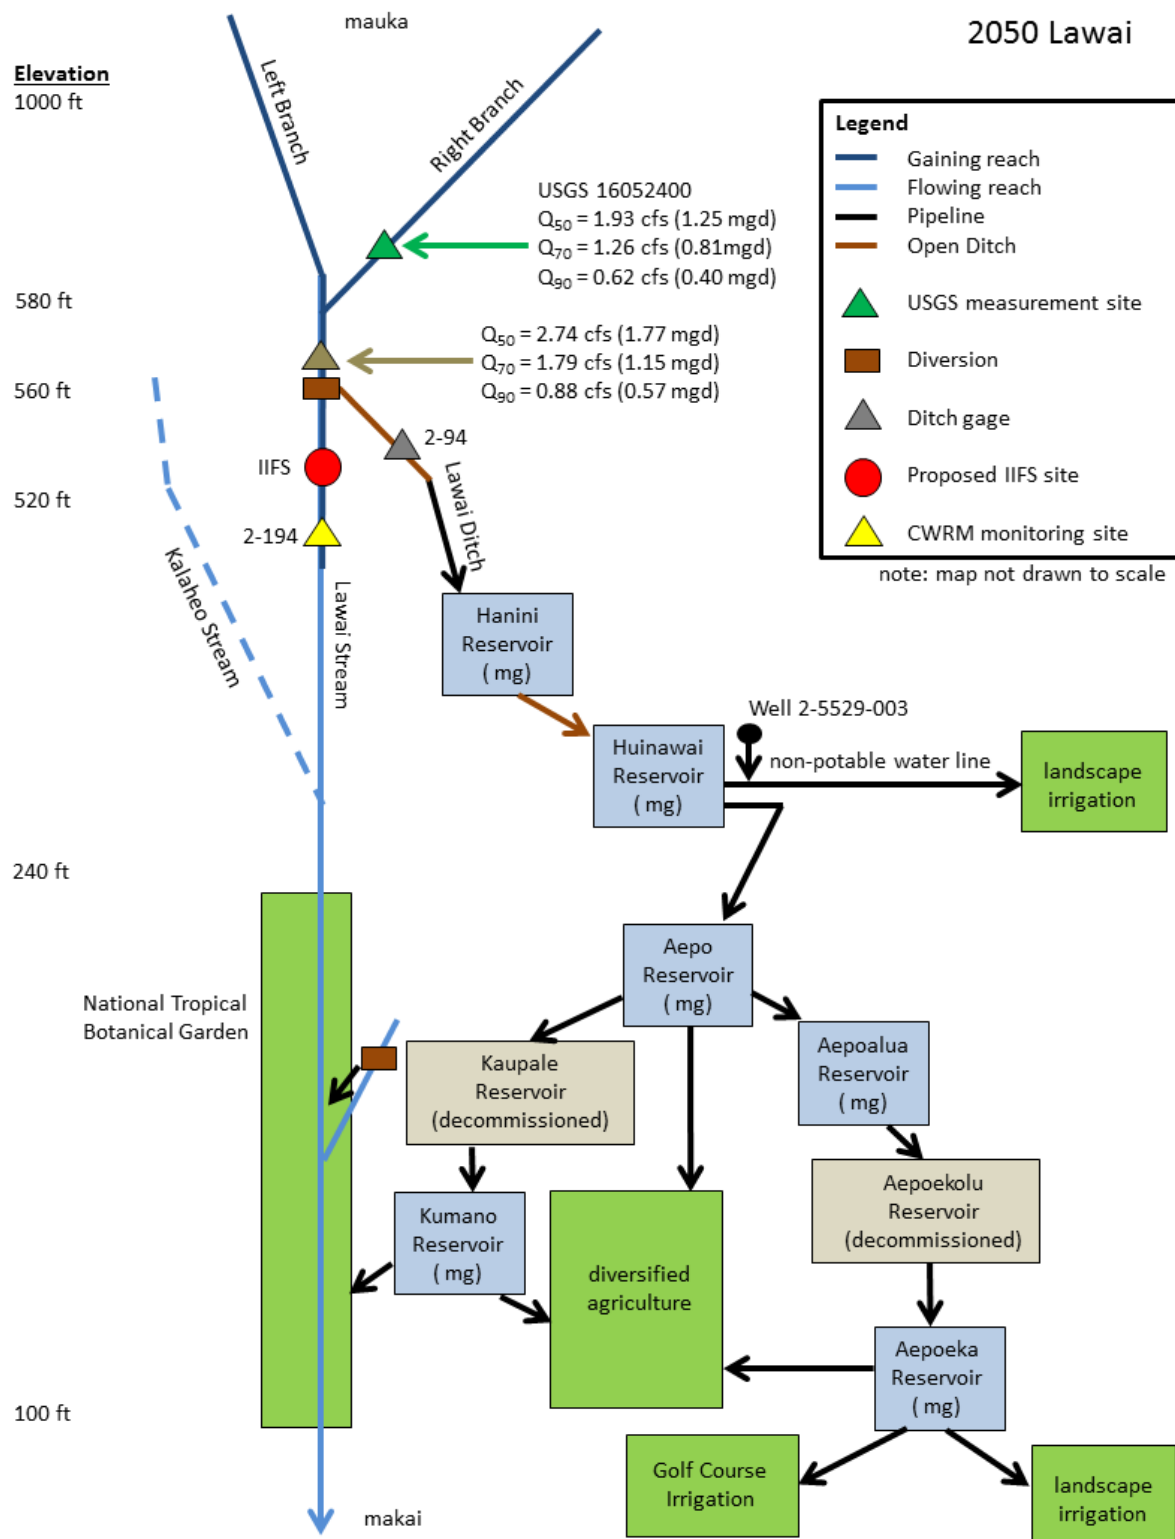 mauka
2050 Lawai
Elevation
1000 ft
Left Branch
Right Branch
Legend
Gaining reach
Flowing reach
Pipeline
Open Ditch
USGS measurement site
Diversion
Ditch gage
Proposed IIFS site
CWRM monitoring site
note: map not drawn to scale
USGS 16052400
Q50 = 1.93 cfs (1.25 mgd)
Q70 = 1.26 cfs (0.81mgd)
Q90 = 0.62 cfs (0.40 mgd)
580 ft
Q50 = 2.74 cfs (1.77 mgd)
Q70 = 1.79 cfs (1.15 mgd)
Q90 = 0.88 cfs (0.57 mgd)
560 ft
2-94
IIFS
Lawai Ditch
520 ft
2-194
Kalaheo Stream
Lawai Stream
Hanini
Reservoir
( mg)
Well 2-5529-003
Huinawai
Reservoir
( mg)
non-potable water line
landscape
irrigation
240 ft
Aepo
Reservoir
( mg)
National Tropical
Botanical Garden
Kaupale
Reservoir
(decommissioned)
Aepoalua
Reservoir
( mg)
Aepoekolu
Reservoir
(decommissioned)
Kumano
Reservoir
( mg)
diversified
agriculture
Aepoeka
Reservoir
( mg)
100 ft
Golf Course
Irrigation
landscape
irrigation
makai